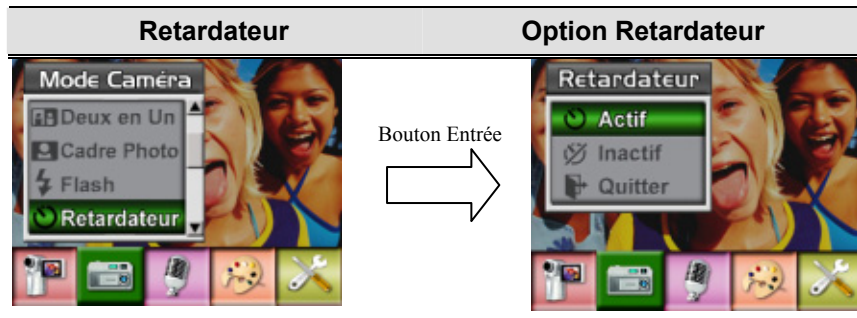 Retardateur
Option Retardateur
Mode Caméra
Deux en Un
Cadre Photo
Flash
Retardateur
Bouton Entrée
Retardateur
Actif
Inactif
Quitter